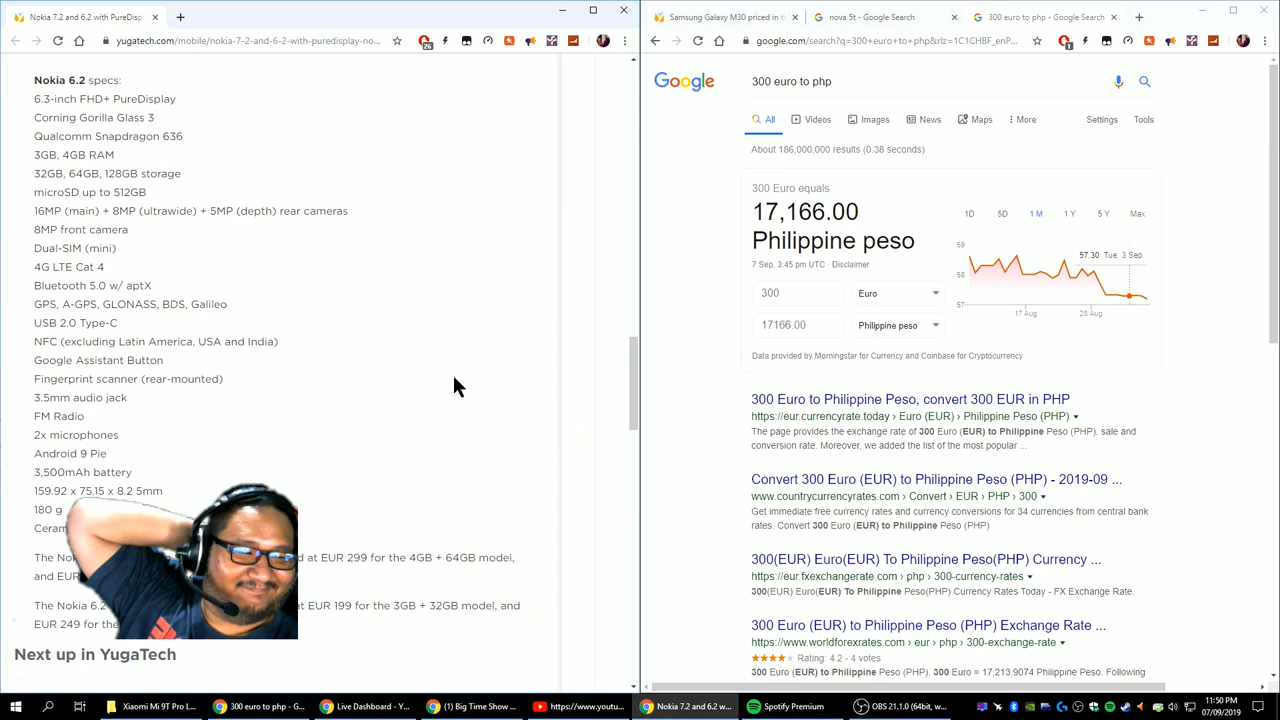 Nokia 7.2 and 6.2 with PureDisp
Samsung Galaxy M30 priced in t
nova 5t - Google Search
300 euro to php - Google Search
yugatech.com/mobile/nokia-7-2-and-6-2-with-puredisplay-no...
26
google.com/search?q=300+euro+to+php&rlz=1C1CHBF_enP...
1
Nokia 6.2 specs:
6.3-inch FHD+ PureDisplay
Corning Gorilla Glass 3
Qualcomm Snapdragon 636
3GB, 4GB RAM
32GB, 64GB, 128GB storage
microSD up to 512GB
16MP (main) + 8MP (ultrawide) + 5MP (depth) rear cameras
8MP front camera
Dual-SIM (mini)
4G LTE Cat 4
Bluetooth 5.0 w/ aptX
GPS, A-GPS, GLONASS, BDS, Galileo
USB 2.0 Type-C
NFC (excluding Latin America, USA and India)
Google Assistant Button
Fingerprint scanner (rear-mounted)
3.5mm audio jack
FM Radio
2x microphones
Android 9 Pie
3,500mAh battery
159.92 x 75.15 x 8.2 5mm
180 g
Ceram
The No
d at EUR 299 for the 4GB + 64GB model,
and EUR
The Nokia 6.2
at EUR 199 for the 3GB + 32GB model, and
EUR 249 for the
Next up in YugaTech
Google
300 euro to php
All
Videos
Images
News
Maps
More
Settings
Tools
About 186,000,000 results (0.38 seconds)
300 Euro equals
17,166.00
Philippine peso
7 Sep, 3:45 pm UTC · Disclaimer
300
Euro
17166.00
Philippine peso
1D
5D
1 M
1 Y
5 Y
Max
59
58
57
57.30 Tue, 3 Sep
17 Aug
28 Aug
Data provided by Morningstar for Currency and Coinbase for Cryptocurrency
300 Euro to Philippine Peso, convert 300 EUR in PHP
https://eur.currencyrate.today › Euro (EUR) › Philippine Peso (PHP)
The page provides the exchange rate of 300 Euro (EUR) to Philippine Peso (PHP), sale and
conversion rate. Moreover, we added the list of the most popular ...
Convert 300 Euro (EUR) to Philippine Peso (PHP) - 2019-09 ...
www.countrycurrencyrates.com › Convert › EUR › PHP › 300
Get immediate free currency rates and currency conversions for 34 currencies from central bank
rates. Convert 300 Euro (EUR) to Philippine Peso (PHP)
300(EUR) Euro(EUR) To Philippine Peso(PHP) Currency ...
https://eur.fxexchangerate.com › php › 300-currency-rates
300(EUR) Euro(EUR) To Philippine Peso(PHP) Currency Rates Today - FX Exchange Rate.
300 Euro (EUR) to Philippine Peso (PHP) Exchange Rate ...
https://www.worldforexrates.com › eur › php › 300-exchange-rate
Rating: 4.2 - 4 votes
300 Euro (EUR) to Philippine Peso (PHP). 300 Euro = 17,213.9074 Philippine Peso. Following
Xiaomi Mi 9T Pro L...
300 euro to php - G...
Live Dashboard - Y...
(1) Big Time Show ...
https://www.youtu...
Nokia 7.2 and 6.2 w...
Spotify Premium
OBS 21.1.0 (64bit, w...
11:50 PM
07/09/2019